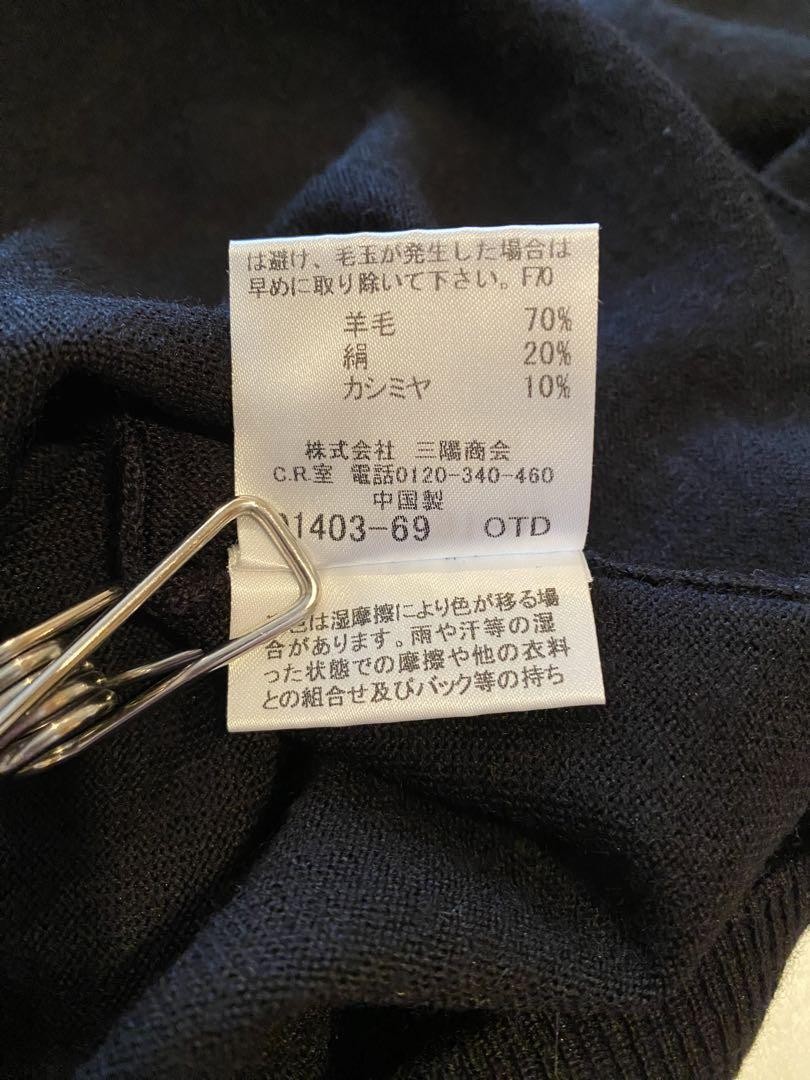 は避け、毛玉が発生した場合は
早めに取り除いて下さい。F70
羊毛 70%
絹 20%
カシミヤ 10%
株式会社 三陽商会
C.R.室 電話0120-340-460
中国製
1403-69 OTD
色は湿摩擦により色が移る場
合があります。雨や汗等の湿
った状態での摩擦や他の衣料
との組合せ及びバック等の持ち